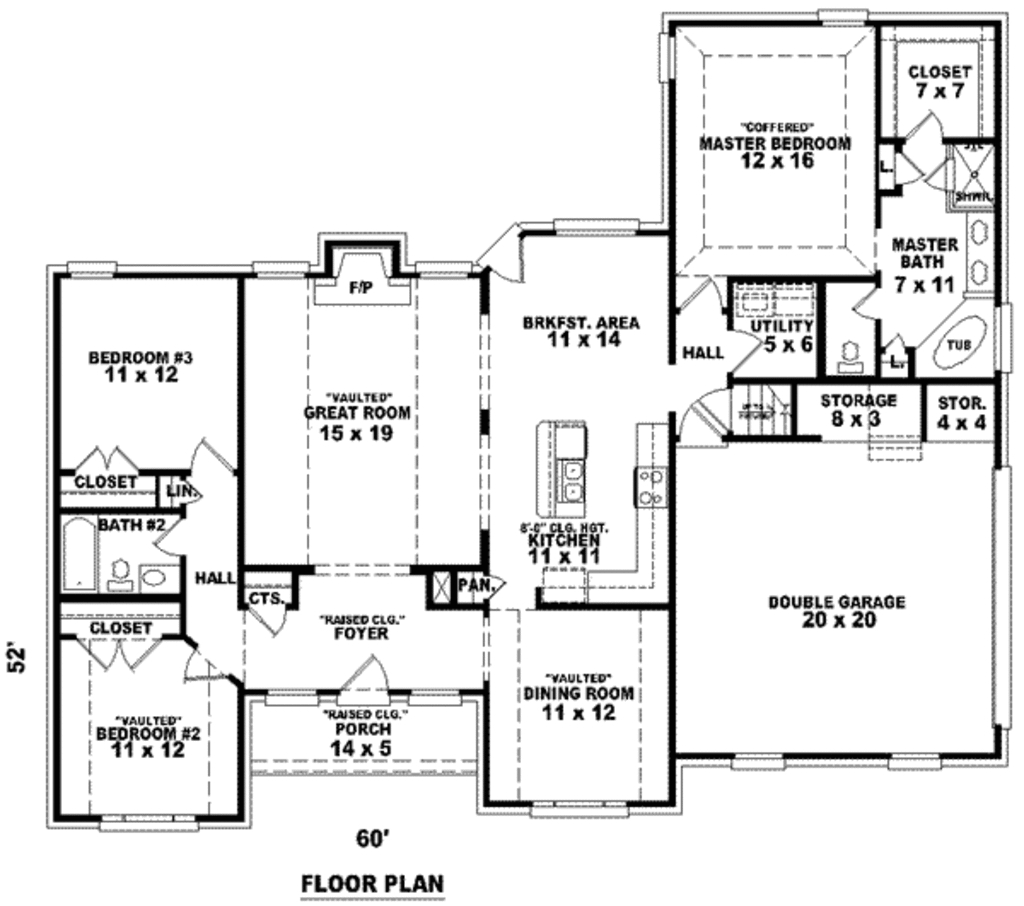 CLOSET
7 x 7
"COFFERED"
MASTER BEDROOM
12 x 16
L.
SHWR.
MASTER
BATH
7 x 11
F/P
BRKFST. AREA
11 x 14
UTILITY
5 x 6
HALL
TUB
L.
BEDROOM #3
11 x 12
"VAULTED"
GREAT ROOM
15 x 19
STORAGE
8 x 3
STOR.
4 x 4
CLOSET
LIN.
BATH #2
8'-0" CLG. HGT.
KITCHEN
11 x 11
HALL
CTS.
PAN.
"RAISED CLG."
FOYER
DOUBLE GARAGE
20 x 20
CLOSET
52'
"VAULTED"
DINING ROOM
11 x 12
"VAULTED"
BEDROOM #2
11 x 12
"RAISED CLG."
PORCH
14 x 5
60'
FLOOR PLAN